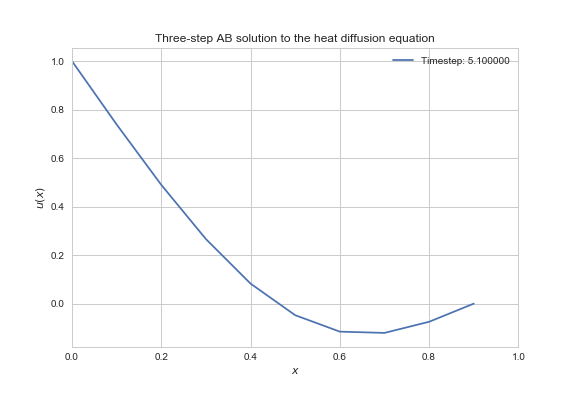 Three-step AB solution to the heat diffusion equation
Timestep: 5.100000
1.0
0.8
0.6
0.4
0.2
0.0
u(x)
0.0 0.2 0.4 0.6 0.8 1.0
x